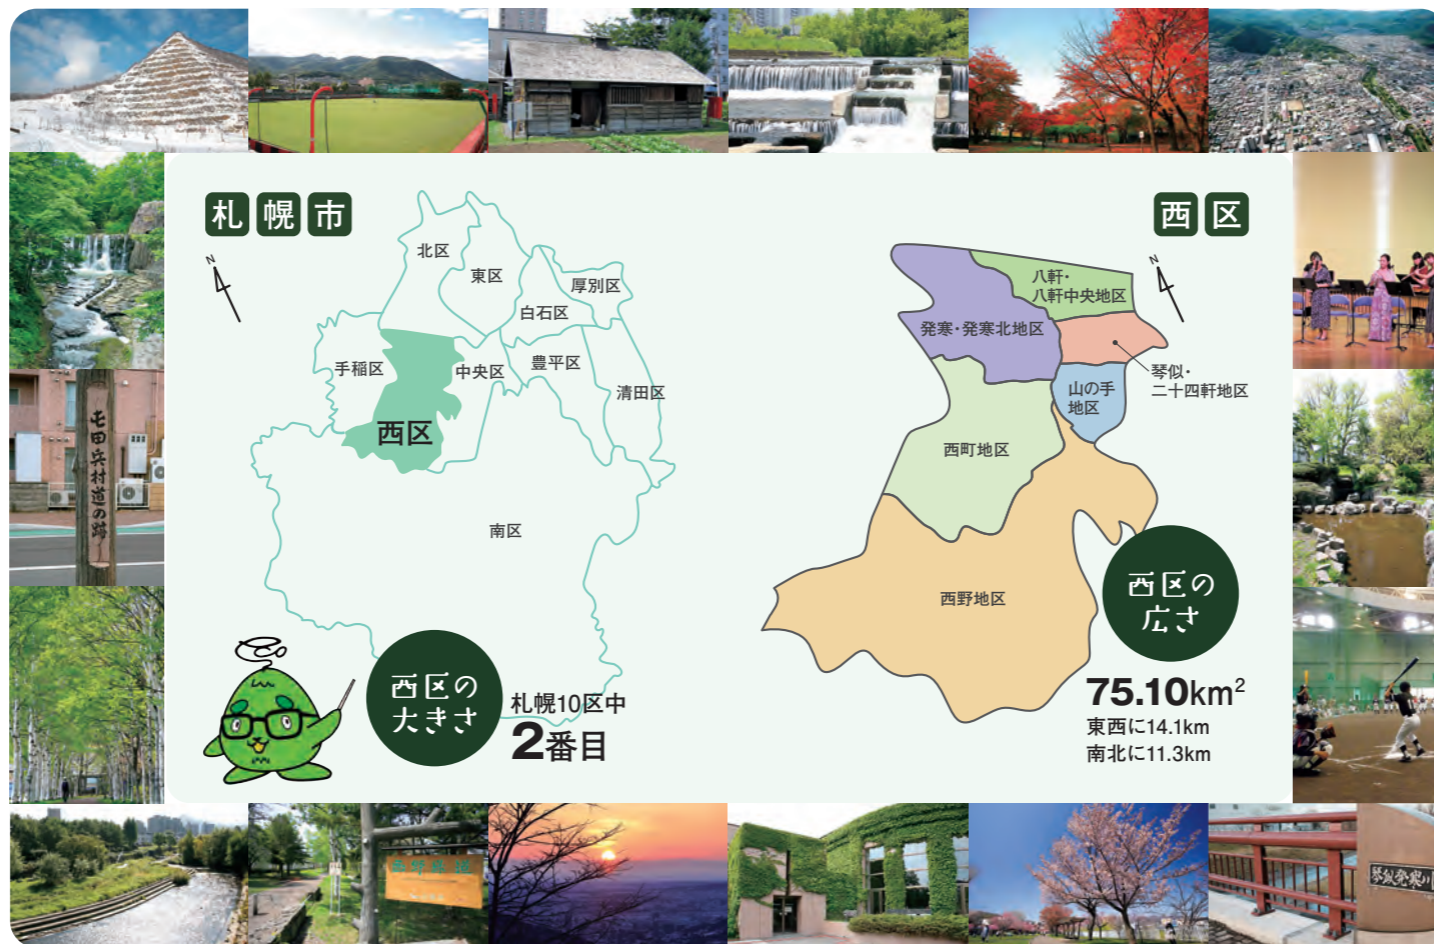 札幌市
西区
N
北区
東区
厚別区
白石区
手稲区
中央区
豊平区
清田区
西区
南区
西区の
大きさ
札幌10区中
2番目
N
八軒・
八軒中央地区
発寒・発寒北地区
琴似・
二十四軒地区
山の手
地区
西町地区
西野地区
西区の
広さ
75.10km²
東西に14.1km
南北に11.3km
屯田兵村道の跡
琴似発寒川